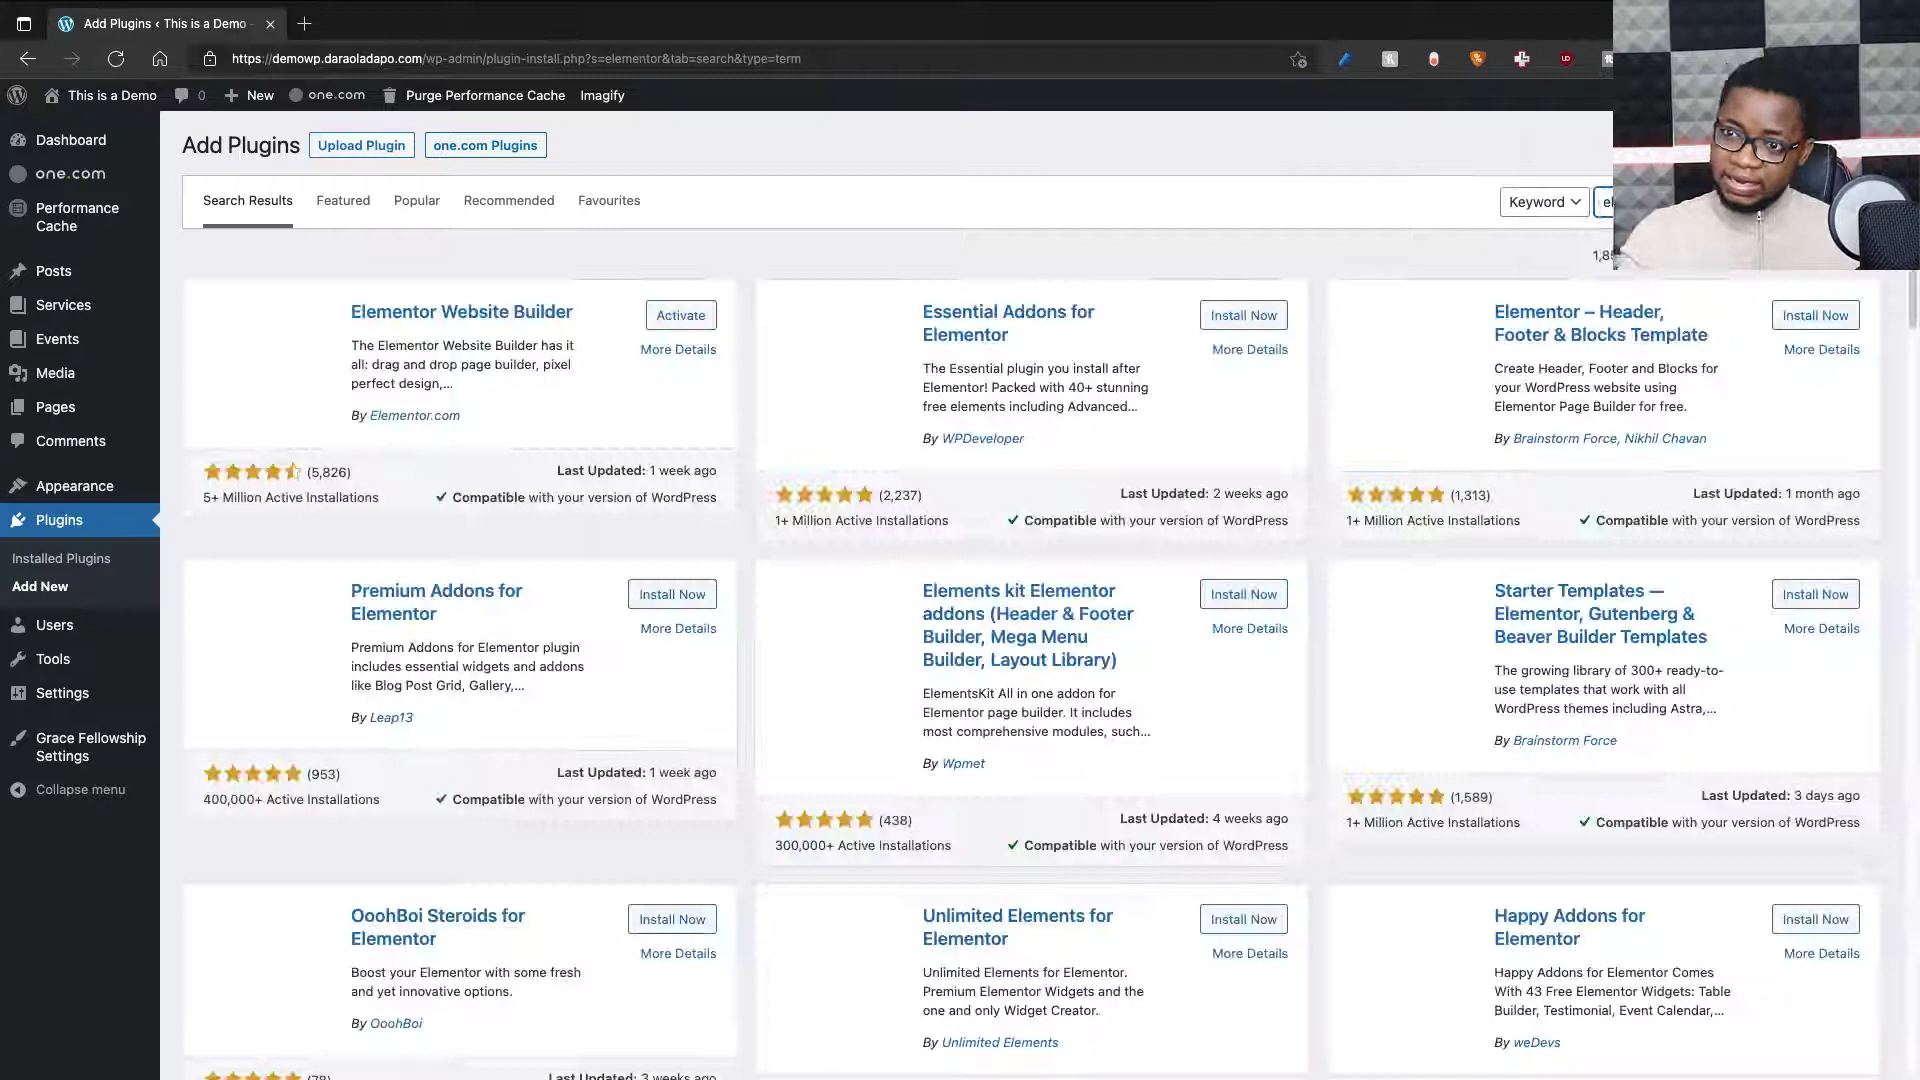 Add Plugins ‹ This is a Demo
https://demowp.daraoladapo.com/wp-admin/plugin-install.php?s=elementor&tab=search&type=term
This is a Demo 0 New one.com Purge Performance Cache Imagify
Dashboard
one.com
Performance
Cache
Posts
Services
Events
Media
Pages
Comments
Appearance
Plugins
Installed Plugins
Add New
Users
Tools
Settings
Grace Fellowship
Settings
Collapse menu
Add Plugins Upload Plugin one.com Plugins
Search Results Featured Popular Recommended Favourites Keyword
Elementor Website Builder
Activate
More Details
The Elementor Website Builder has it
all: drag and drop page builder, pixel
perfect design,...
By Elementor.com
(5,826)
Last Updated: 1 week ago
5+ Million Active Installations
Compatible with your version of WordPress
Essential Addons for
Elementor
Install Now
More Details
The Essential plugin you install after
Elementor! Packed with 40+ stunning
free elements including Advanced...
By WPDeveloper
(2,237)
Last Updated: 2 weeks ago
1+ Million Active Installations
Compatible with your version of WordPress
Elementor – Header,
Footer & Blocks Template
Install Now
More Details
Create Header, Footer and Blocks for
your WordPress website using
Elementor Page Builder for free.
By Brainstorm Force, Nikhil Chavan
(1,313)
Last Updated: 1 month ago
1+ Million Active Installations
Compatible with your version of WordPress
Premium Addons for
Elementor
Install Now
More Details
Premium Addons for Elementor plugin
includes essential widgets and addons
like Blog Post Grid, Gallery,...
By Leap13
(953)
Last Updated: 1 week ago
400,000+ Active Installations
Compatible with your version of WordPress
Elements kit Elementor
addons (Header & Footer
Builder, Mega Menu
Builder, Layout Library)
Install Now
More Details
ElementsKit All in one addon for
Elementor page builder. It includes
most comprehensive modules, such...
By Wpmet
(438)
Last Updated: 4 weeks ago
300,000+ Active Installations
Compatible with your version of WordPress
Starter Templates —
Elementor, Gutenberg &
Beaver Builder Templates
Install Now
More Details
The growing library of 300+ ready-to-
use templates that work with all
WordPress themes including Astra,...
By Brainstorm Force
(1,589)
Last Updated: 3 days ago
1+ Million Active Installations
Compatible with your version of WordPress
OoohBoi Steroids for
Elementor
Install Now
More Details
Boost your Elementor with some fresh
and yet innovative options.
By OoohBoi
(78)
Last Updated: 3 weeks ago
Unlimited Elements for
Elementor
Install Now
More Details
Unlimited Elements for Elementor.
Premium Elementor Widgets and the
one and only Widget Creator.
By Unlimited Elements
Happy Addons for
Elementor
Install Now
More Details
Happy Addons for Elementor Comes
With 43 Free Elementor Widgets: Table
Builder, Testimonial, Event Calendar,...
By weDevs